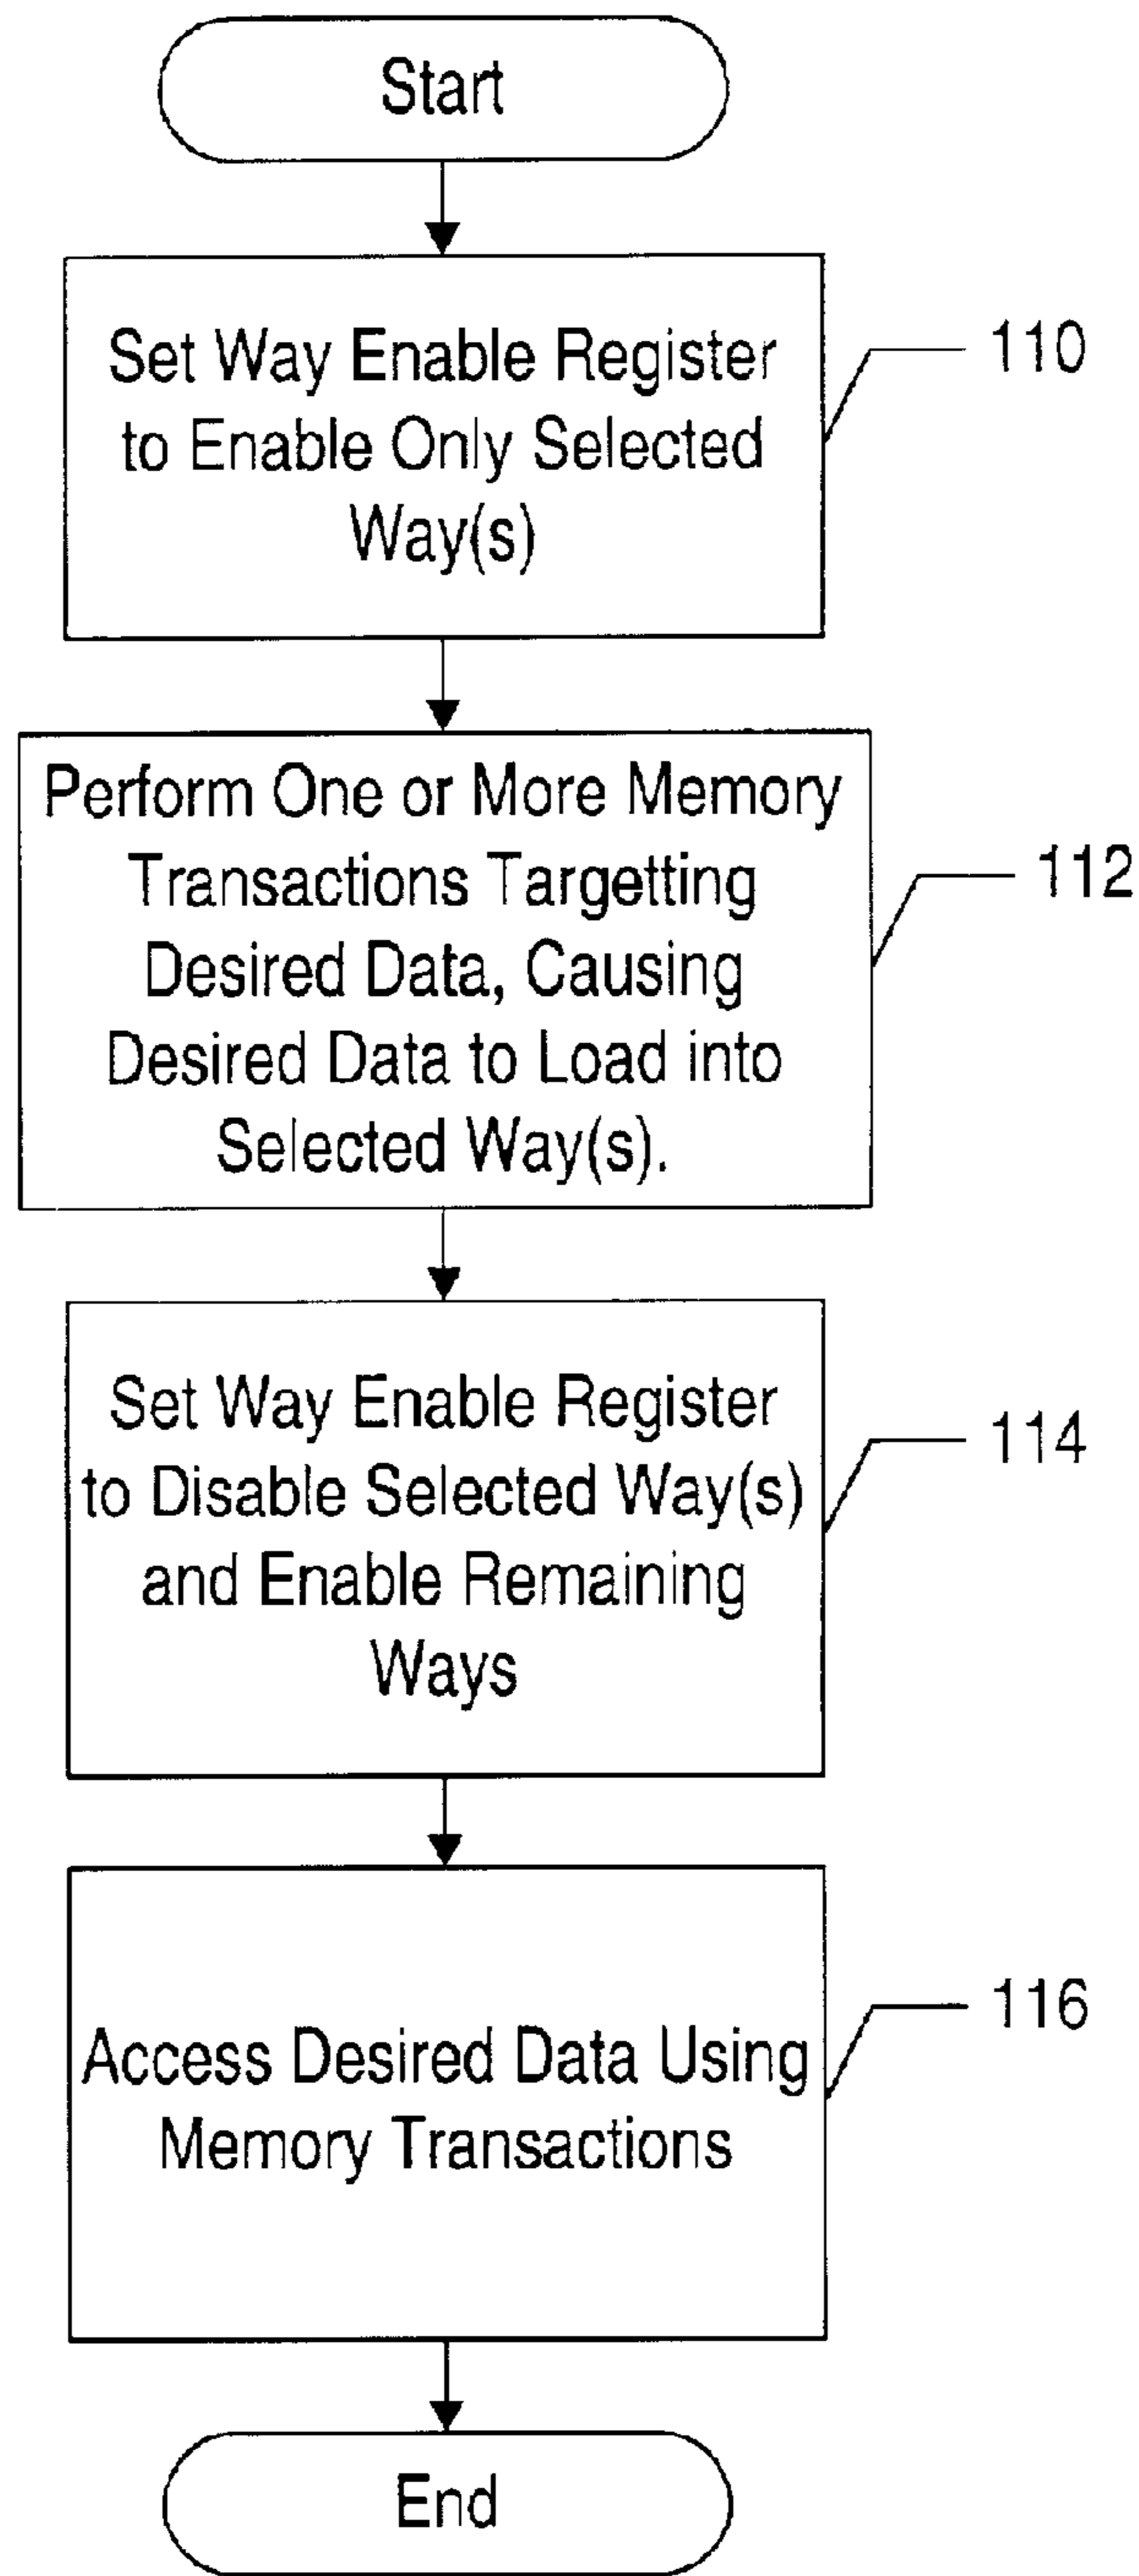 Start
Set Way Enable Register
to Enable Only Selected
Way(s)
110
Perform One or More Memory
Transactions Targetting
Desired Data, Causing
Desired Data to Load into
Selected Way(s).
112
Set Way Enable Register
to Disable Selected Way(s)
and Enable Remaining
Ways
114
Access Desired Data Using
Memory Transactions
116
End